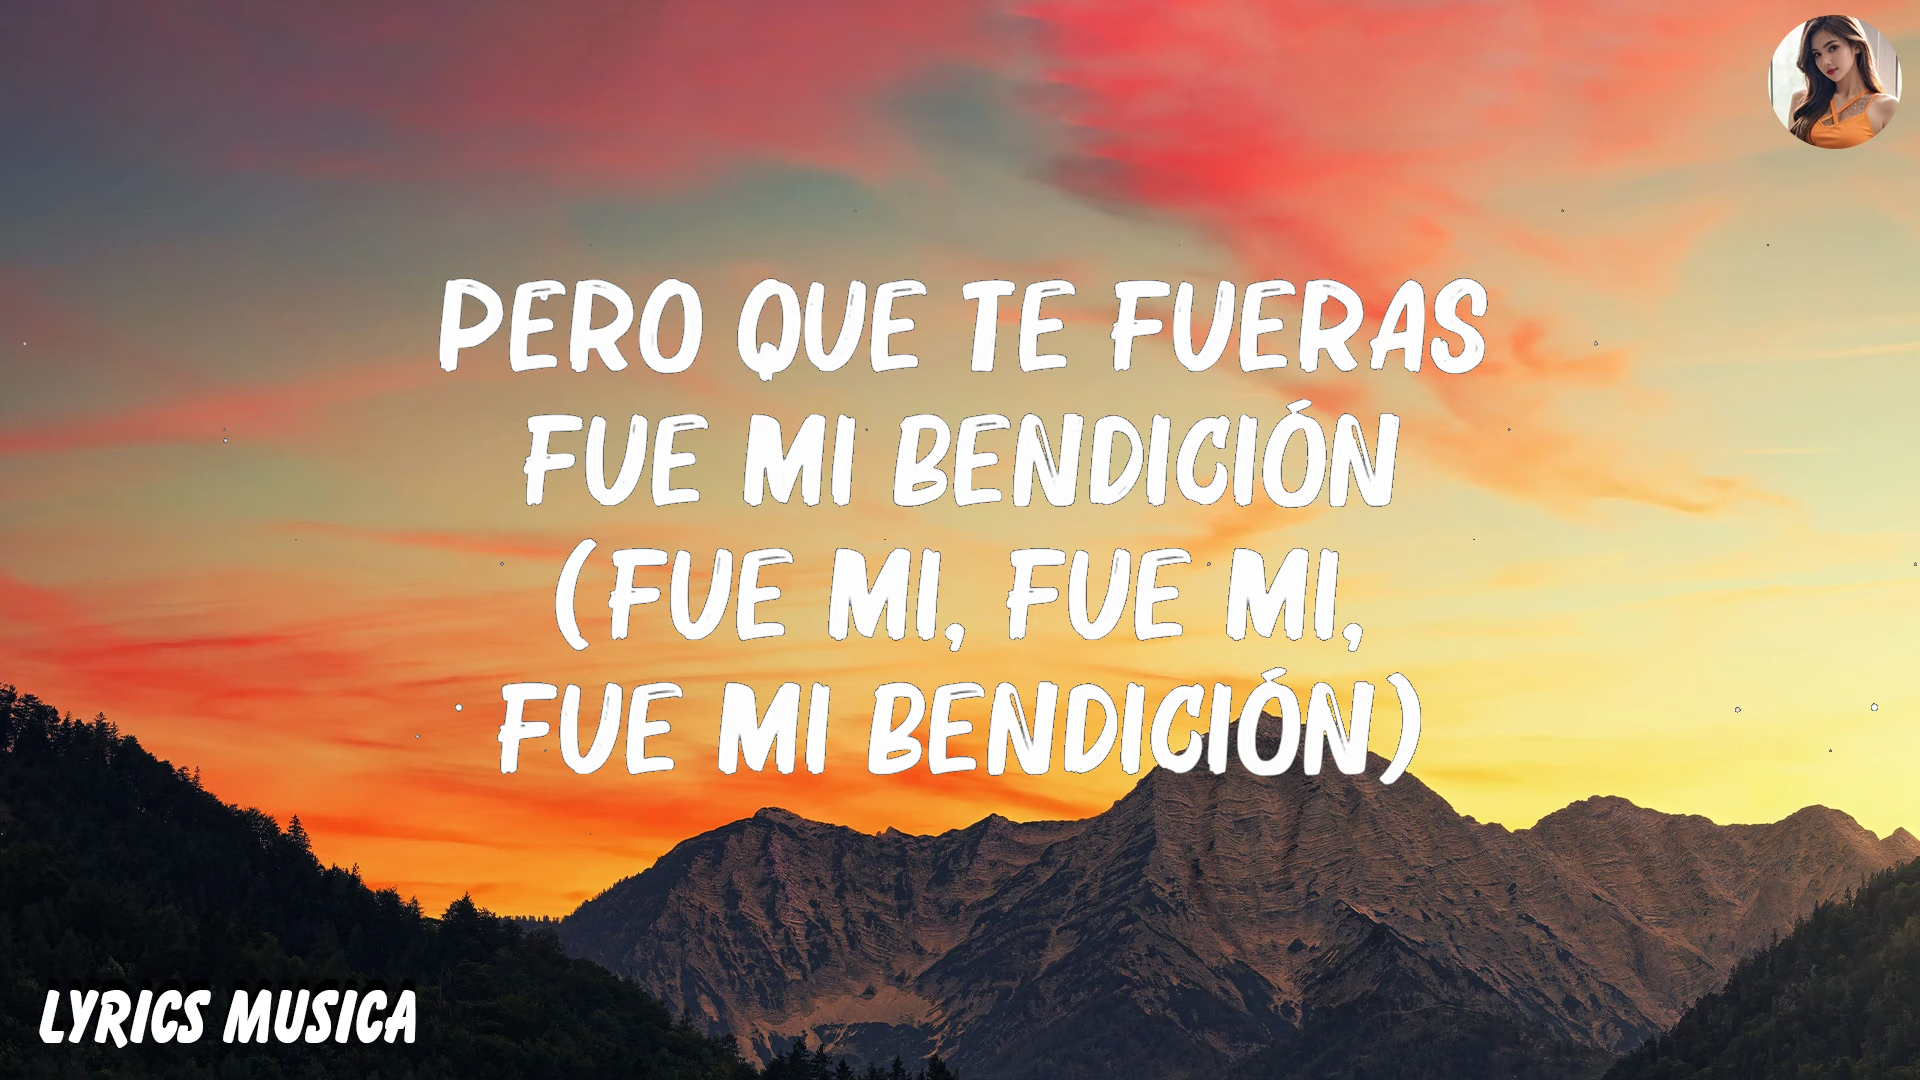 PERO QUE TE FUERAS
FUE MI BENDICIÓN
(FUE MI, FUE MI,
FUE MI BENDICIÓN)
LYRICS MUSICA